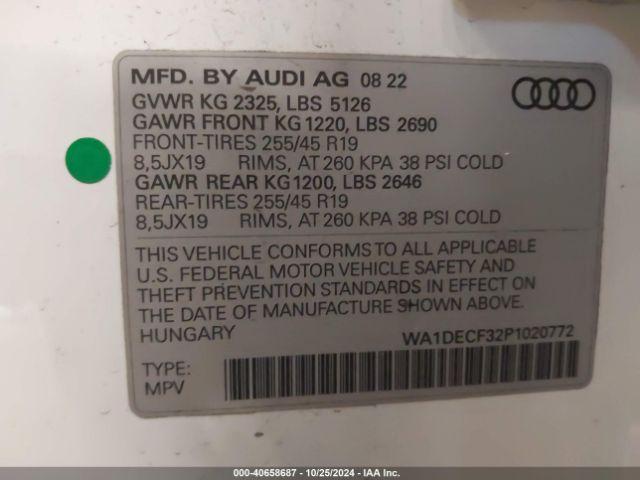 MFD. BY AUDI AG 08 22
GVWR KG 2325, LBS 5126
GAWR FRONT KG 1220, LBS 2690
FRONT-TIRES 255/45 R19
8,5JX19 RIMS, AT 260 KPA 38 PSI COLD
GAWR REAR KG1200, LBS 2646
REAR-TIRES 255/45 R19
8,5JX19 RIMS, AT 260 KPA 38 PSI COLD
THIS VEHICLE CONFORMS TO ALL APPLICABLE
U.S. FEDERAL MOTOR VEHICLE SAFETY AND
THEFT PREVENTION STANDARDS IN EFFECT ON
THE DATE OF MANUFACTURE SHOWN ABOVE.
HUNGARY
WA1DECF32P1020772
TYPE:
MPV
000-40658687 - 10/25/2024 - IAA Inc.